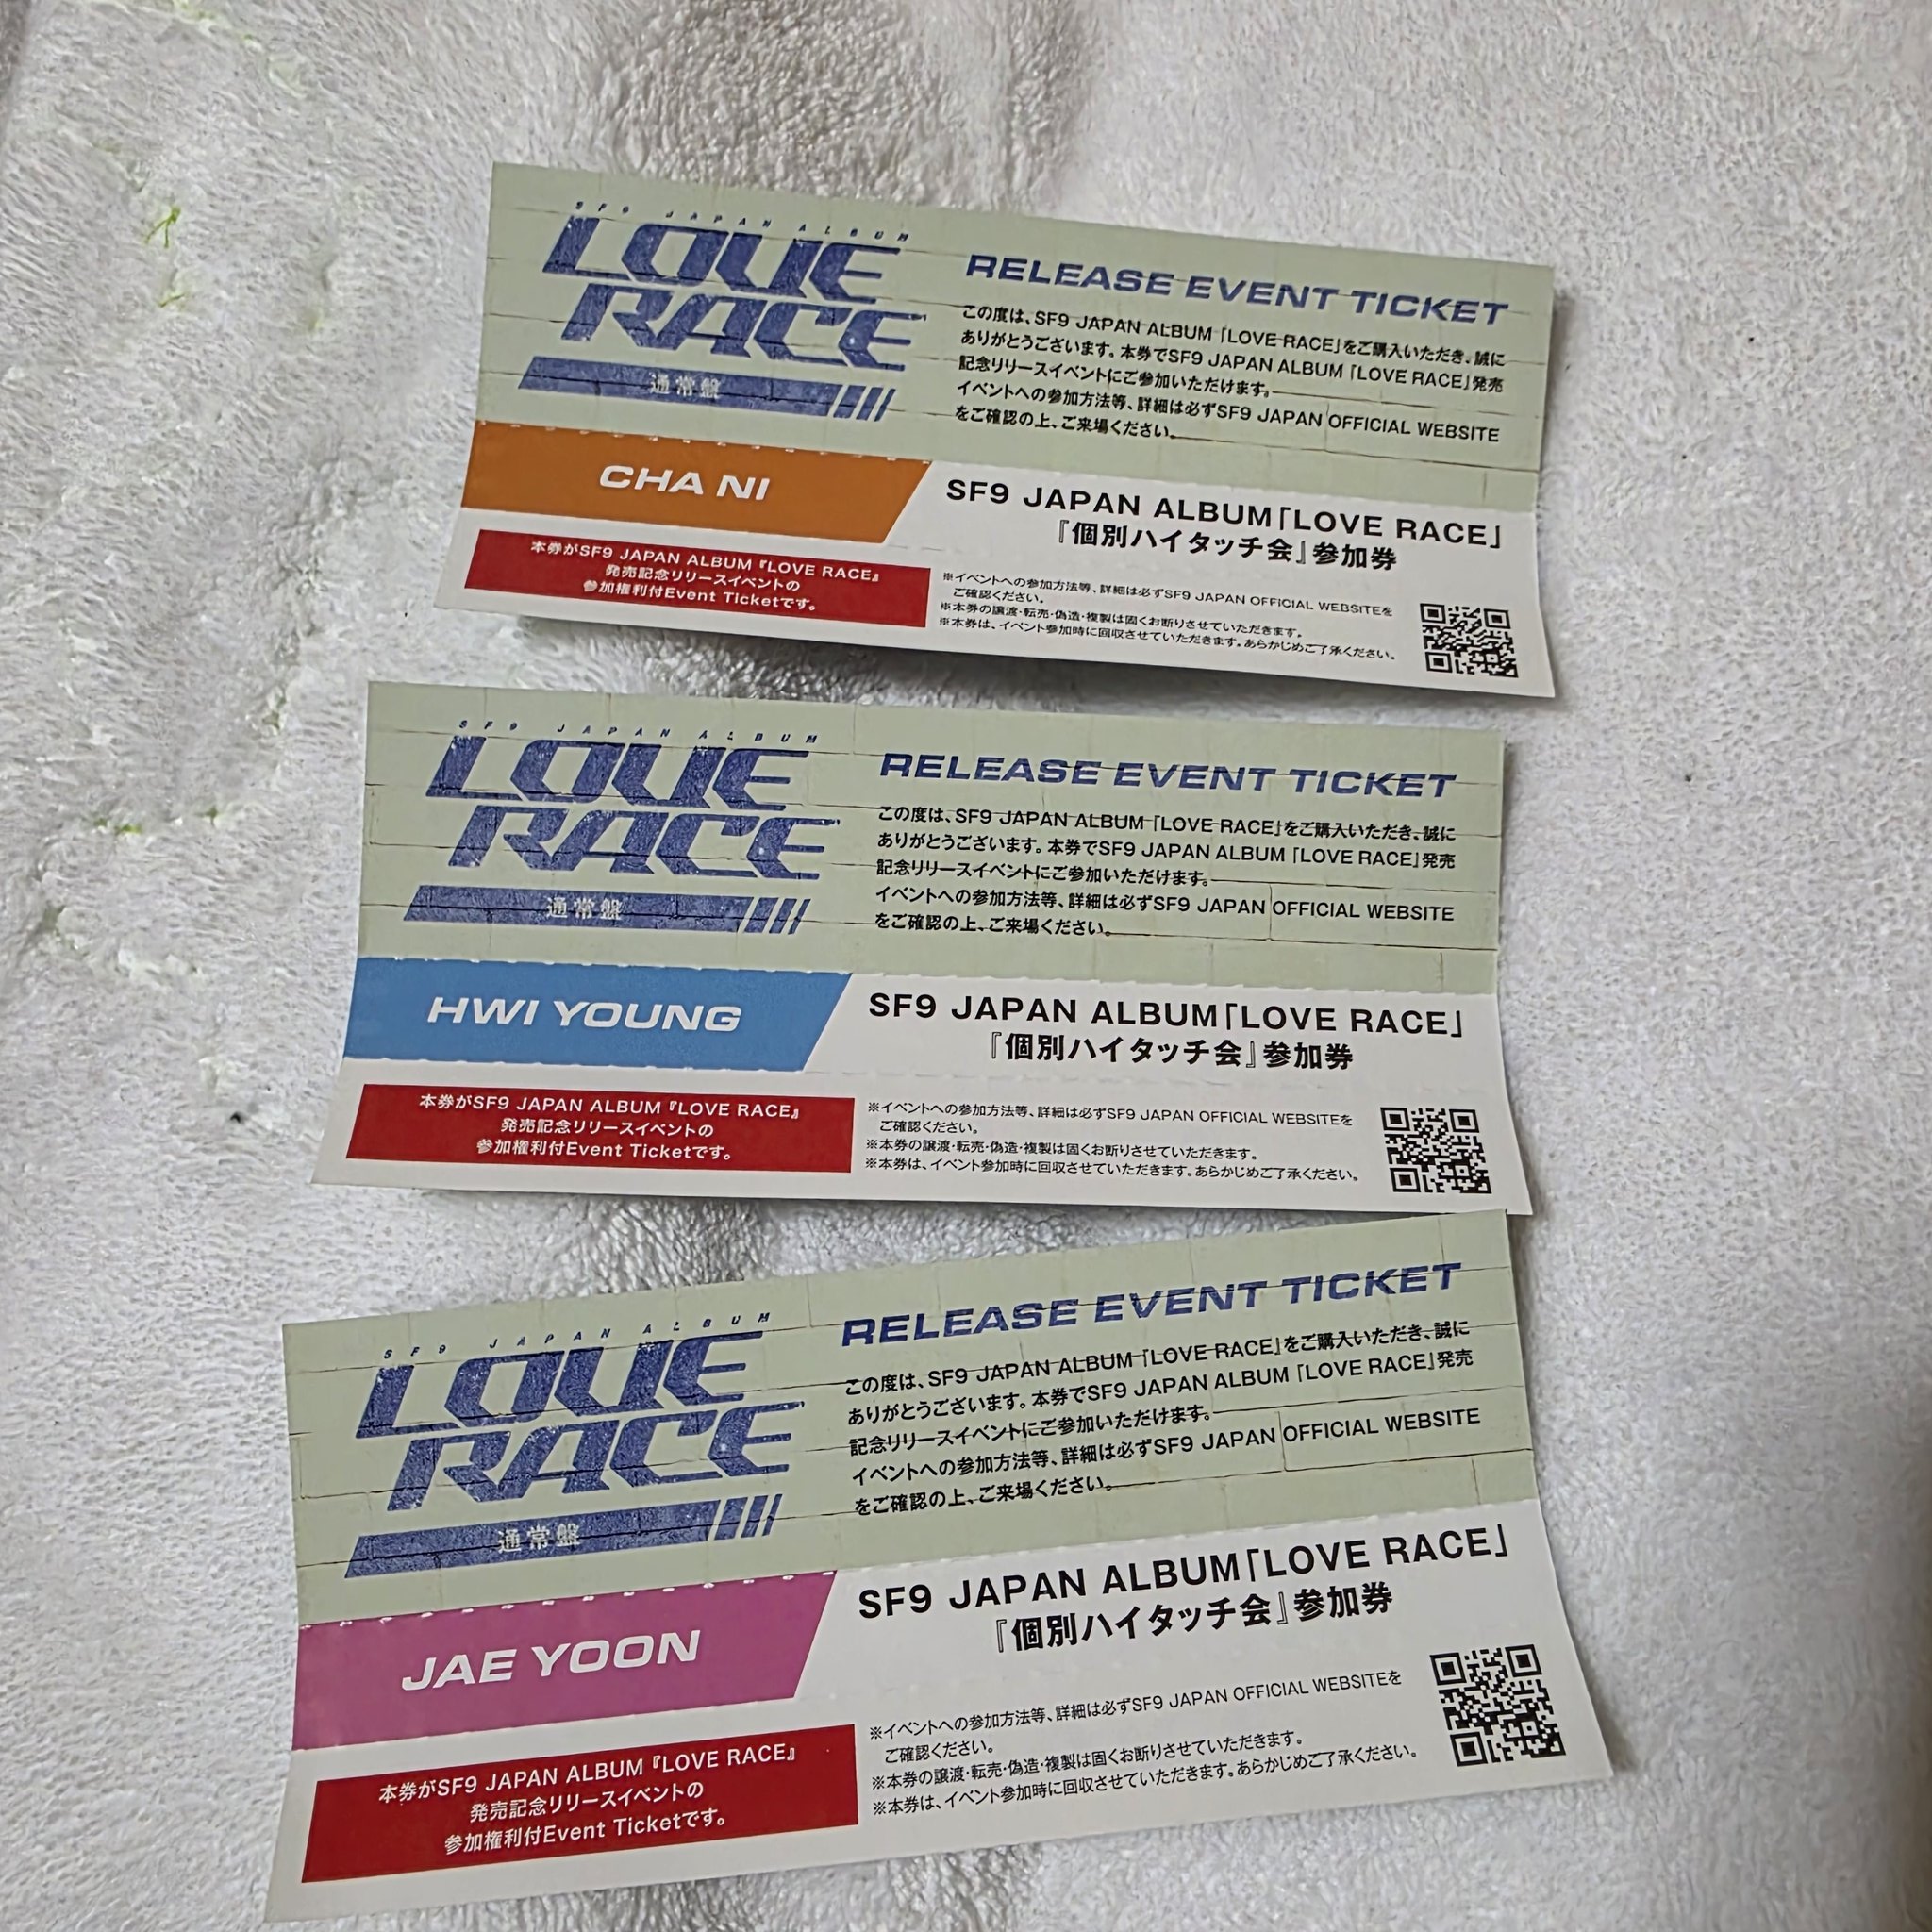 SF9 JAPAN ALBUM
LOVE
RACE
通常盤
RELEASE EVENT TICKET
この度は、SF9 JAPAN ALBUM「LOVE RACE」をご購入いただき、誠に
ありがとうございます。本券でSF9 JAPAN ALBUM「LOVE RACE」発売
記念リリースイベントにご参加いただけます。
イベントへの参加方法等、詳細は必ずSF9 JAPAN OFFICIAL WEBSITE
をご確認の上、ご来場ください。
CHA NI
SF9 JAPAN ALBUM「LOVE RACE」
『個別ハイタッチ会』参加券
本券がSF9 JAPAN ALBUM『LOVE RACE』
発売記念リリースイベントの
参加権利付Event Ticketです。
※イベントへの参加方法等、詳細は必ずSF9 JAPAN OFFICIAL WEBSITEを
ご確認ください。
※本券の譲渡・転売・偽造・複製は固くお断りさせていただきます。
※本券は、イベント参加時に回収させていただきます。あらかじめご了承ください。
SF9 JAPAN ALBUM
LOVE
RACE
通常盤
RELEASE EVENT TICKET
この度は、SF9 JAPAN ALBUM「LOVE RACE」をご購入いただき、誠に
ありがとうございます。本券でSF9 JAPAN ALBUM「LOVE RACE」発売
記念リリースイベントにご参加いただけます。
イベントへの参加方法等、詳細は必ずSF9 JAPAN OFFICIAL WEBSITE
をご確認の上、ご来場ください。
HWI YOUNG
SF9 JAPAN ALBUM「LOVE RACE」
『個別ハイタッチ会』参加券
本券がSF9 JAPAN ALBUM『LOVE RACE』
発売記念リリースイベントの
参加権利付Event Ticketです。
※イベントへの参加方法等、詳細は必ずSF9 JAPAN OFFICIAL WEBSITEを
ご確認ください。
※本券の譲渡・転売・偽造・複製は固くお断りさせていただきます。
※本券は、イベント参加時に回収させていただきます。あらかじめご了承ください。
SF9 JAPAN ALBUM
LOVE
RACE
通常盤
RELEASE EVENT TICKET
この度は、SF9 JAPAN ALBUM「LOVE RACE」をご購入いただき、誠に
ありがとうございます。本券でSF9 JAPAN ALBUM「LOVE RACE」発売
記念リリースイベントにご参加いただけます。
イベントへの参加方法等、詳細は必ずSF9 JAPAN OFFICIAL WEBSITE
をご確認の上、ご来場ください。
JAE YOON
SF9 JAPAN ALBUM「LOVE RACE」
『個別ハイタッチ会』参加券
本券がSF9 JAPAN ALBUM『LOVE RACE』
発売記念リリースイベントの
参加権利付Event Ticketです。
※イベントへの参加方法等、詳細は必ずSF9 JAPAN OFFICIAL WEBSITEを
ご確認ください。
※本券の譲渡・転売・偽造・複製は固くお断りさせていただきます。
※本券は、イベント参加時に回収させていただきます。あらかじめご了承ください。